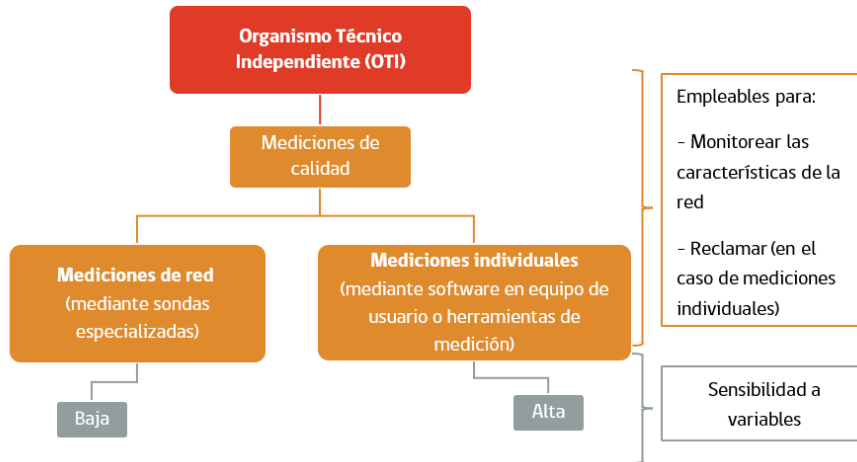 Organismo Técnico
Independiente (OTI)
Mediciones de
calidad
Mediciones de red
(mediante sondas
especializadas)
Mediciones individuales
(mediante software en equipo de
usuario o herramientas de
medición)
Baja
Alta
Empleables para:
- Monitorear las
características de la
red
- Reclamar (en el
caso de mediciones
individuales)
Sensibilidad a
variables